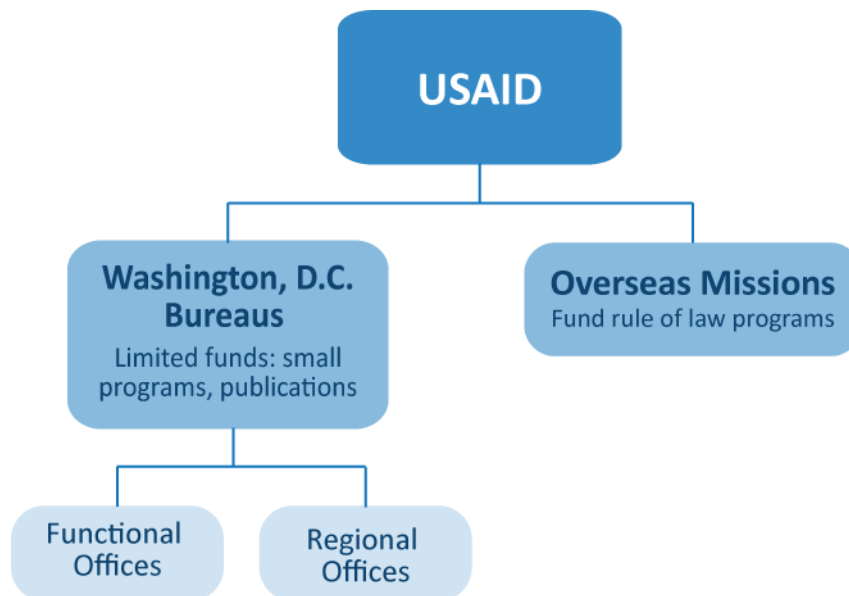 USAID
Washington, D.C.
Bureaus
Limited funds: small
programs, publications
Overseas Missions
Fund rule of law programs
Functional
Offices
Regional
Offices